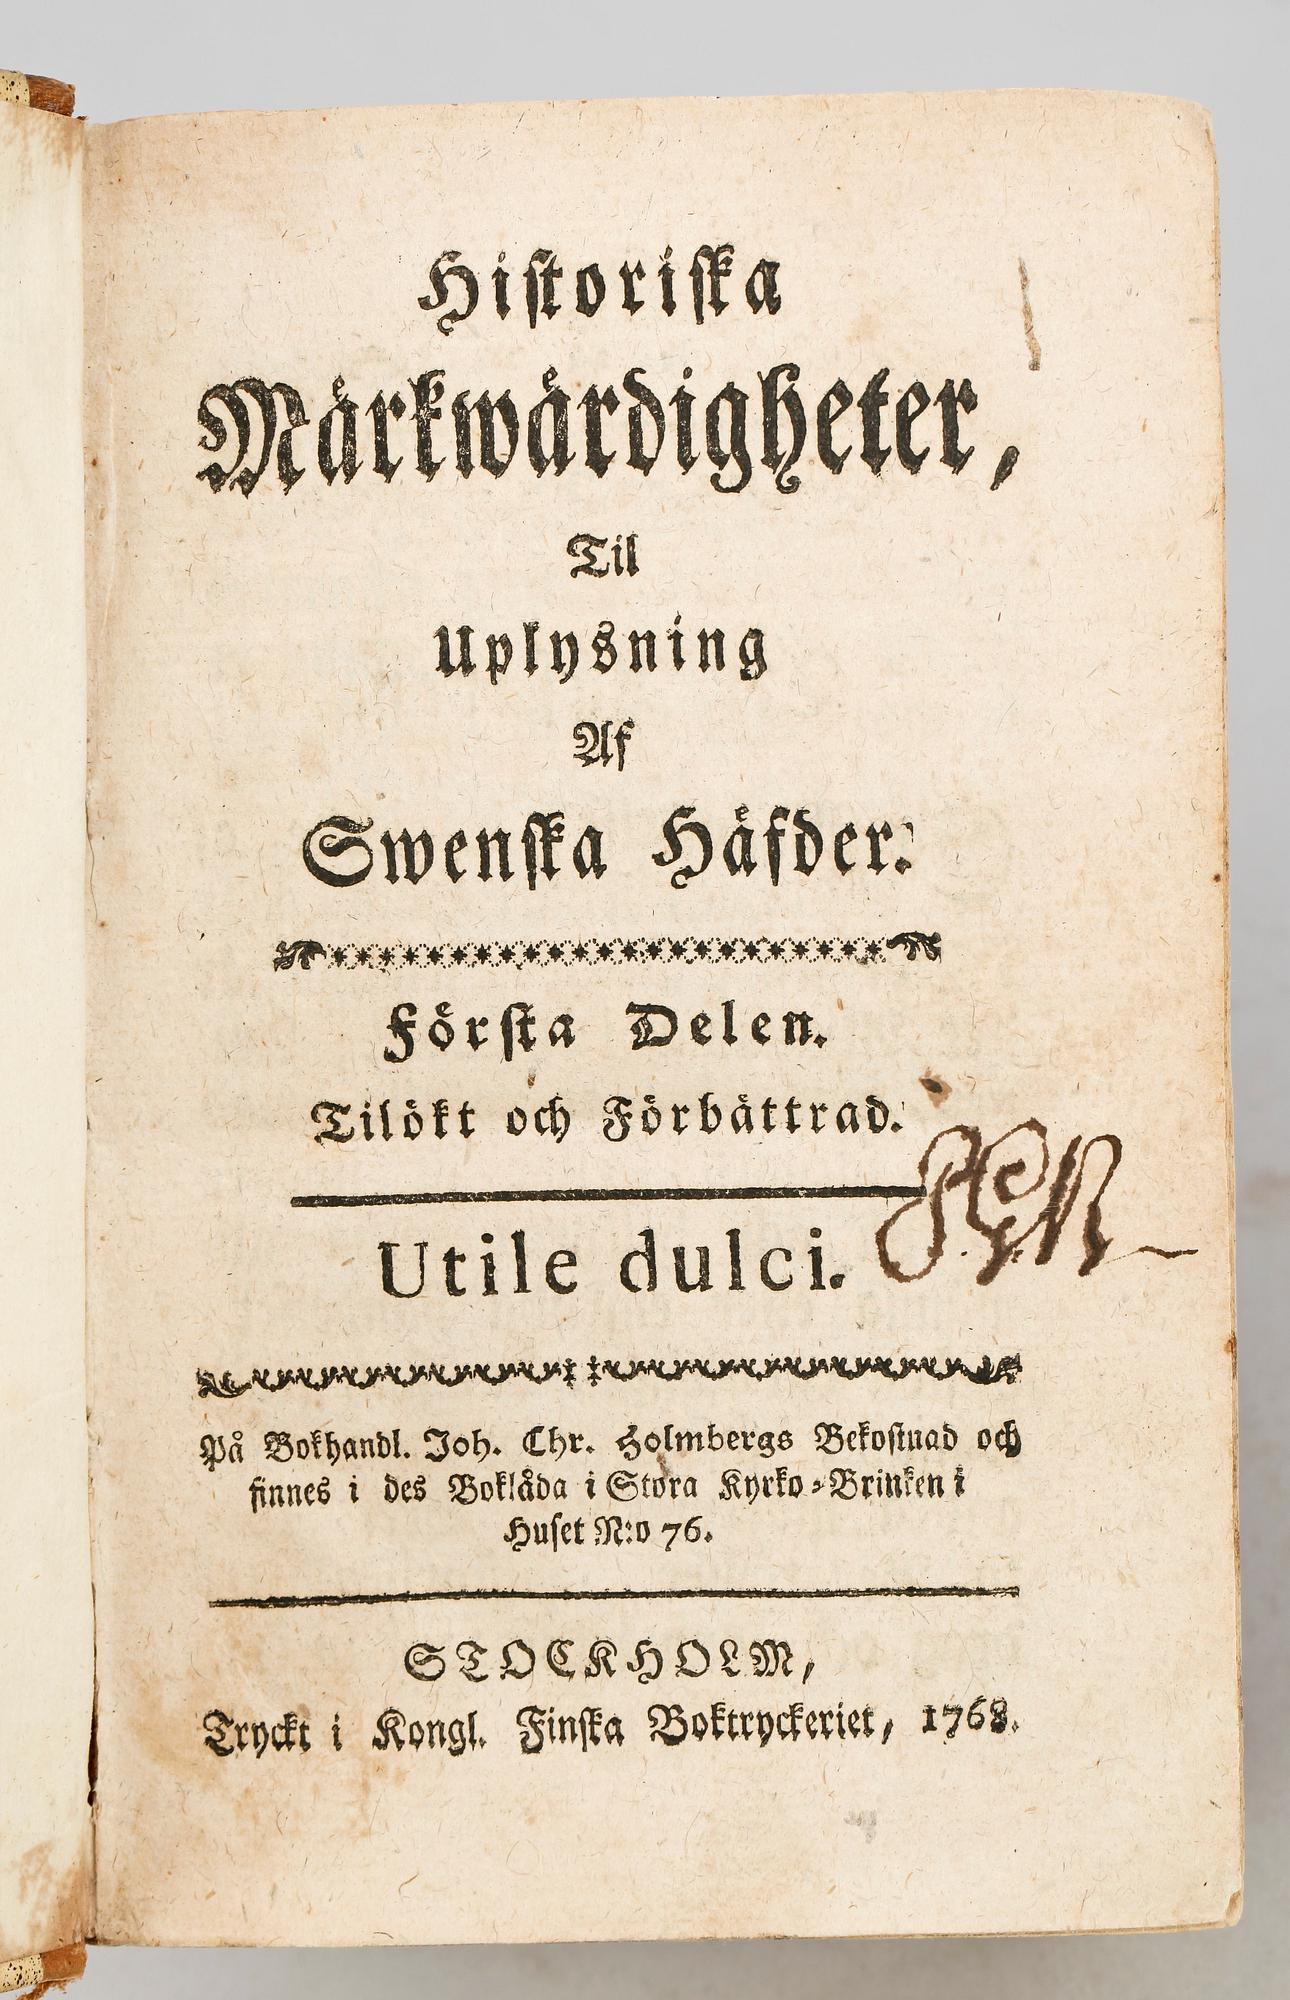 Historiska
Märkwärdigheter,
Til
Uplysning
Af
Swenska Häfder.
Första Delen.
Tilökt och Förbättrad.
Utile dulci.
På Bokhandl. Joh. Chr. Holmbergs Bekostnad och
finnes i des Boklåda i Stora Kyrko-Brinken i
Huset N:o 76.
STOCKHOLM,
Tryckt i Kongl. Finska Boktryckeriet, 1768.